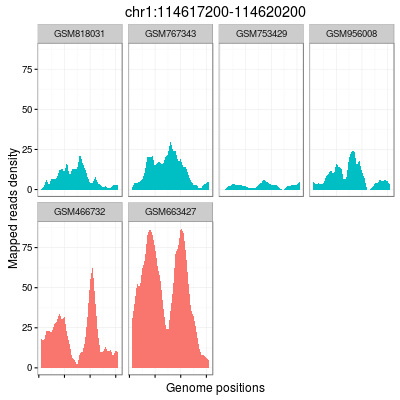 chr1:114617200-114620200
GSM818031 GSM767343 GSM753429 GSM956008
75
50
25
0
GSM466732 GSM663427
75
50
25
0
Mapped reads density
Genome positions